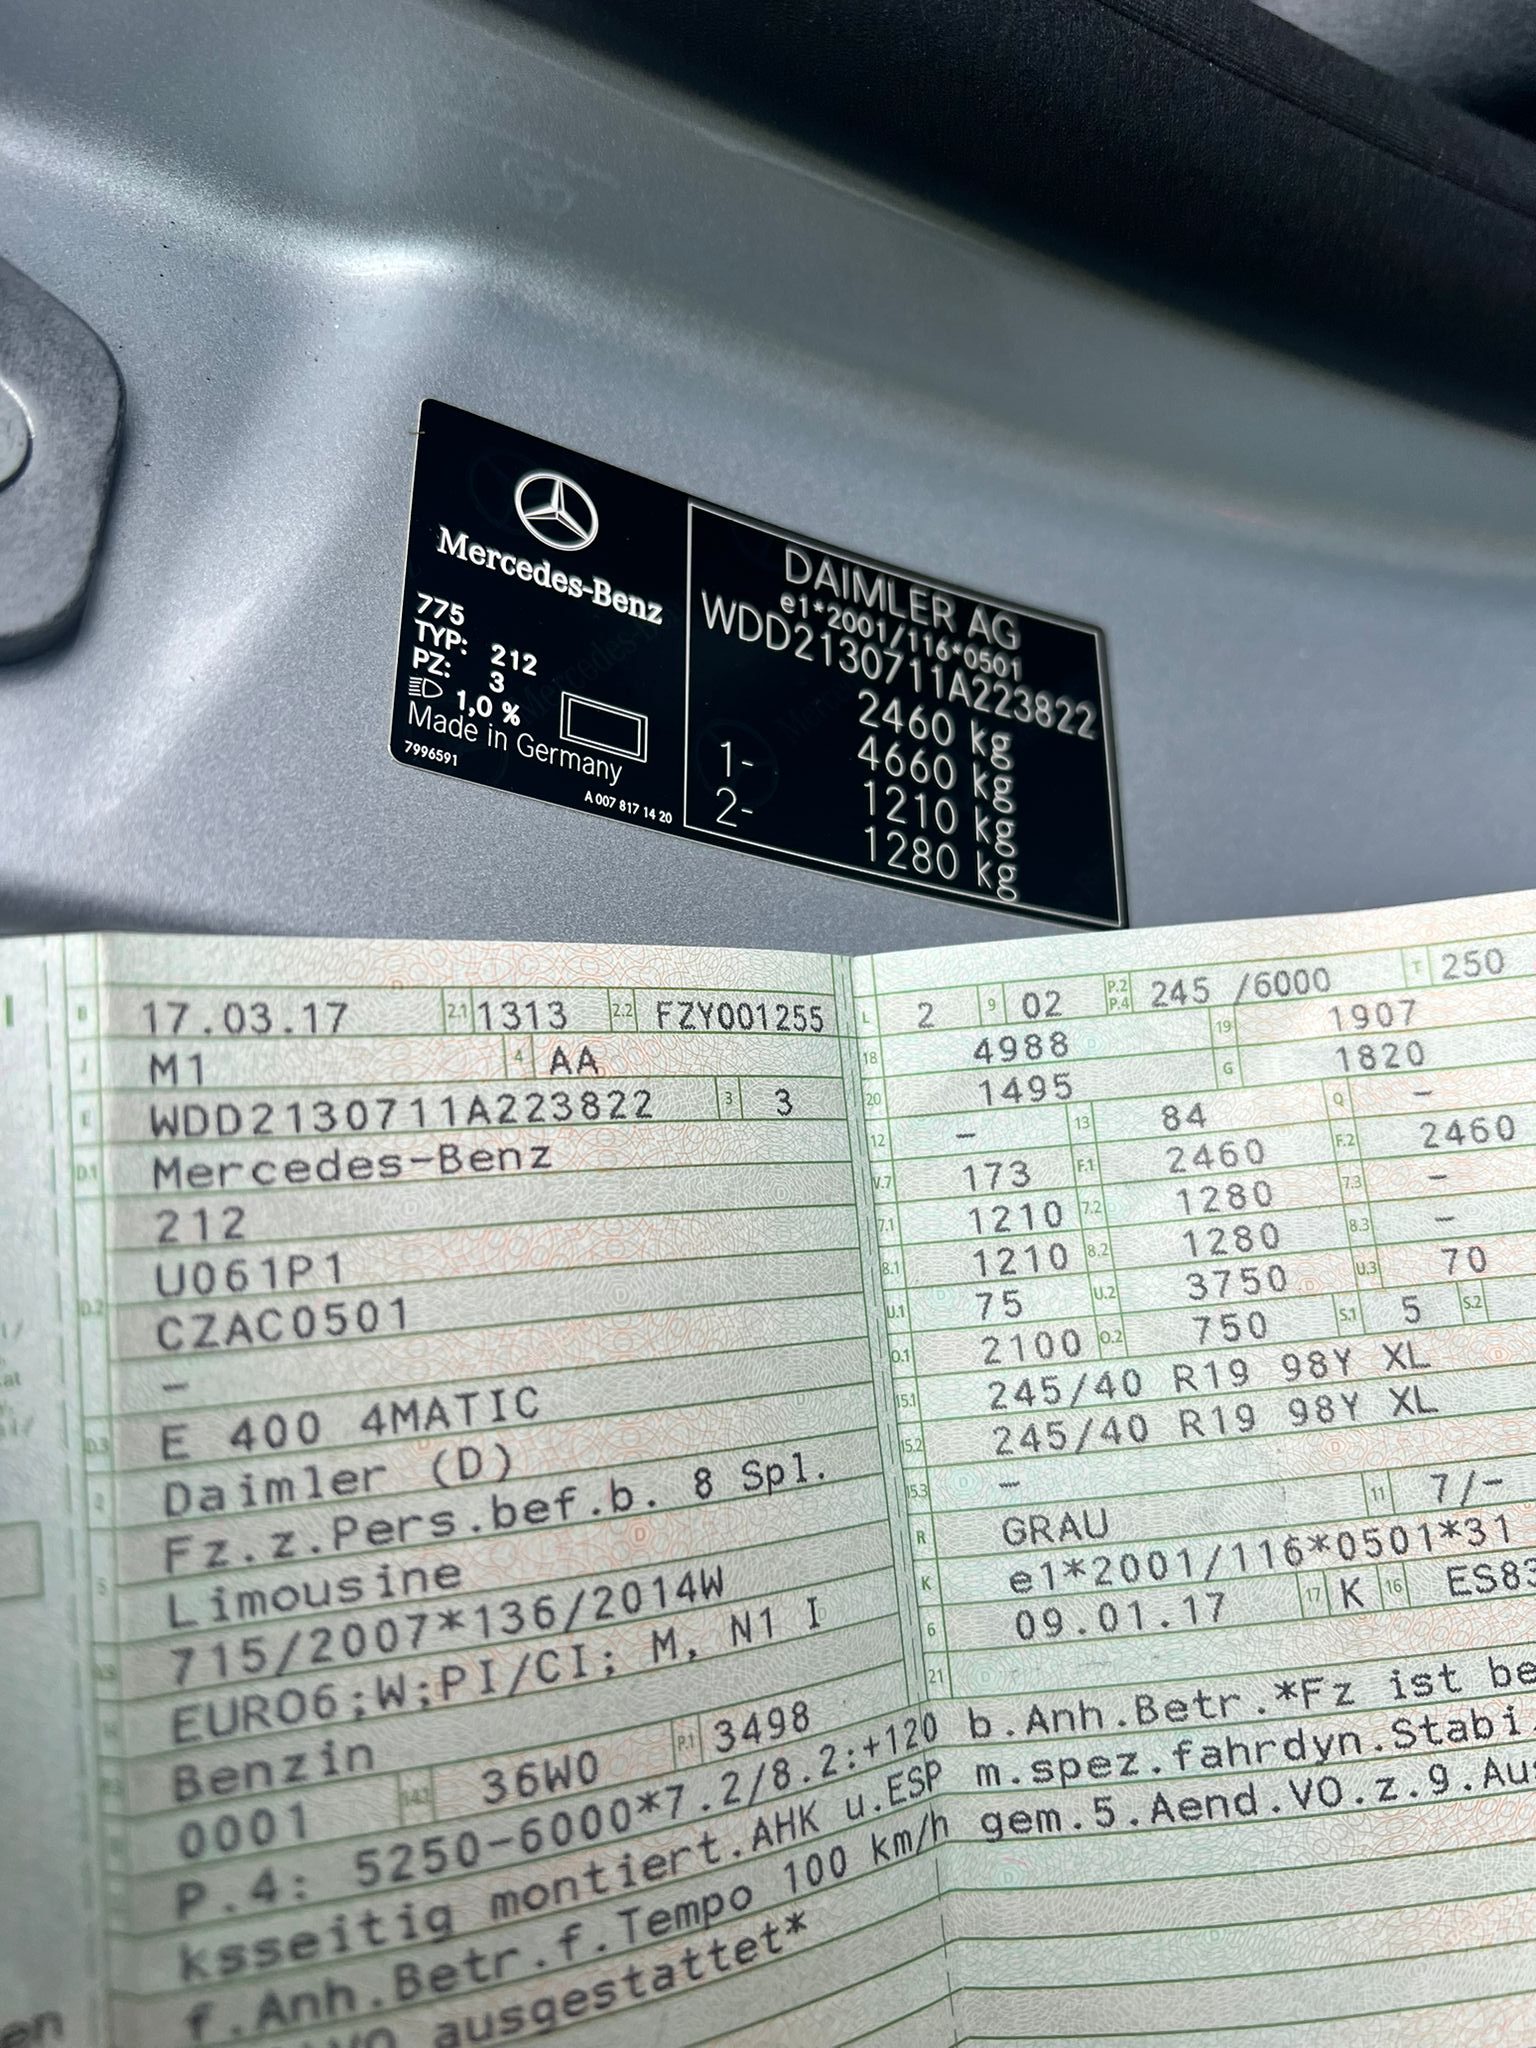 Mercedes-Benz
775
TYP: 212
PZ: 3
1,0 %
Made in Germany
7996591
A 007 817 14 20
DAIMLER AG
e1*2001/116*0501
WDD2130711A223822
2460 kg
4660 kg
1- 1210 kg
2- 1280 kg
B 17.03.17 2.1 1313 2.2 FZY001255
J M1 4 AA
E WDD2130711A223822 3 3
D.1 Mercedes-Benz
212
U061P1
D.2 CZAC0501
–
D.3 E 400 4MATIC
2 Daimler (D)
Fz.z.Pers.bef.b. 8 Spl.
5 Limousine
715/2007*136/2014W
EURO6;W;PI/CI; M, N1 I
Benzin
0001 36W0 P.1 3498
L 2 9 02 P.2 P.4 245 /6000 T 250
18 4988 19 1907
20 1495 G 1820
12 – 13 84 Q –
V.7 173 F.1 2460 F.2 2460
7.1 1210 7.2 1280 7.3 –
8.1 1210 8.2 1280 8.3 –
U.1 75 U.2 3750 U.3 70
O.1 2100 O.2 750 S.1 5 S.2
15.1 245/40 R19 98Y XL
15.2 245/40 R19 98Y XL
15.3 –
R GRAU 11 7/-
K e1*2001/116*0501*31
6 09.01.17 17 K 16 ES83
21
P.4: 5250-6000*7.2/8.2:+120 b.Anh.Betr.*Fz ist be
ksseitig montiert.AHK u.ESP m.spez.fahrdyn.Stabi
f.Anh.Betr.f.Tempo 100 km/h gem.5.Aend.VO.z.9.Au
VO ausgestattet*